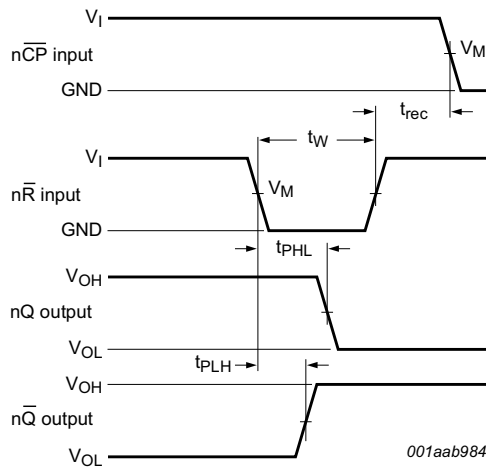 V_I
nC̅P̅ input
V_M
GND
t_rec
t_W
V_I
nR̅ input
V_M
GND
t_PHL
V_OH
nQ output
V_OL
t_PLH
V_OH
nQ̅ output
V_OL
001aab984